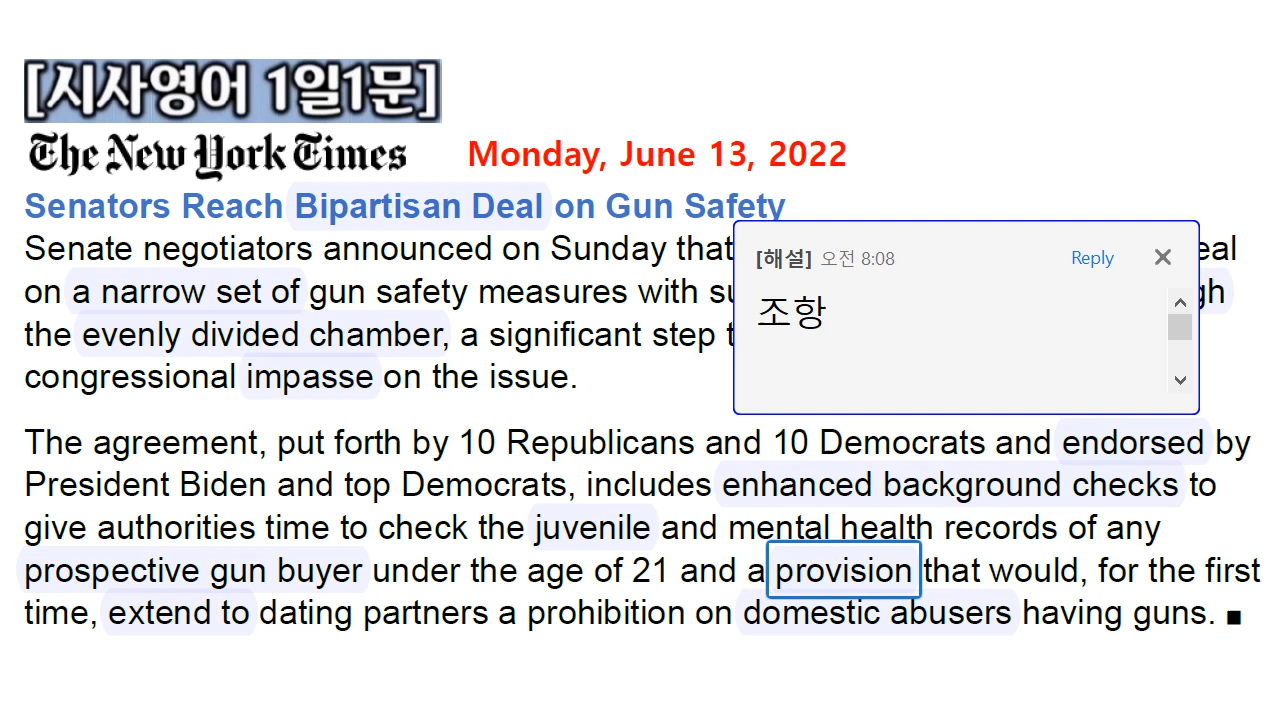 [시사영어 1일1문]
The New York Times Monday, June 13, 2022
Senators Reach Bipartisan Deal on Gun Safety
Senate negotiators announced on Sunday that eal
on a narrow set of gun safety measures with su gh
the evenly divided chamber, a significant step t
congressional impasse on the issue.
[해설] 오전 8:08 Reply
조항
The agreement, put forth by 10 Republicans and 10 Democrats and endorsed by
President Biden and top Democrats, includes enhanced background checks to
give authorities time to check the juvenile and mental health records of any
prospective gun buyer under the age of 21 and a provision that would, for the first
time, extend to dating partners a prohibition on domestic abusers having guns. ■